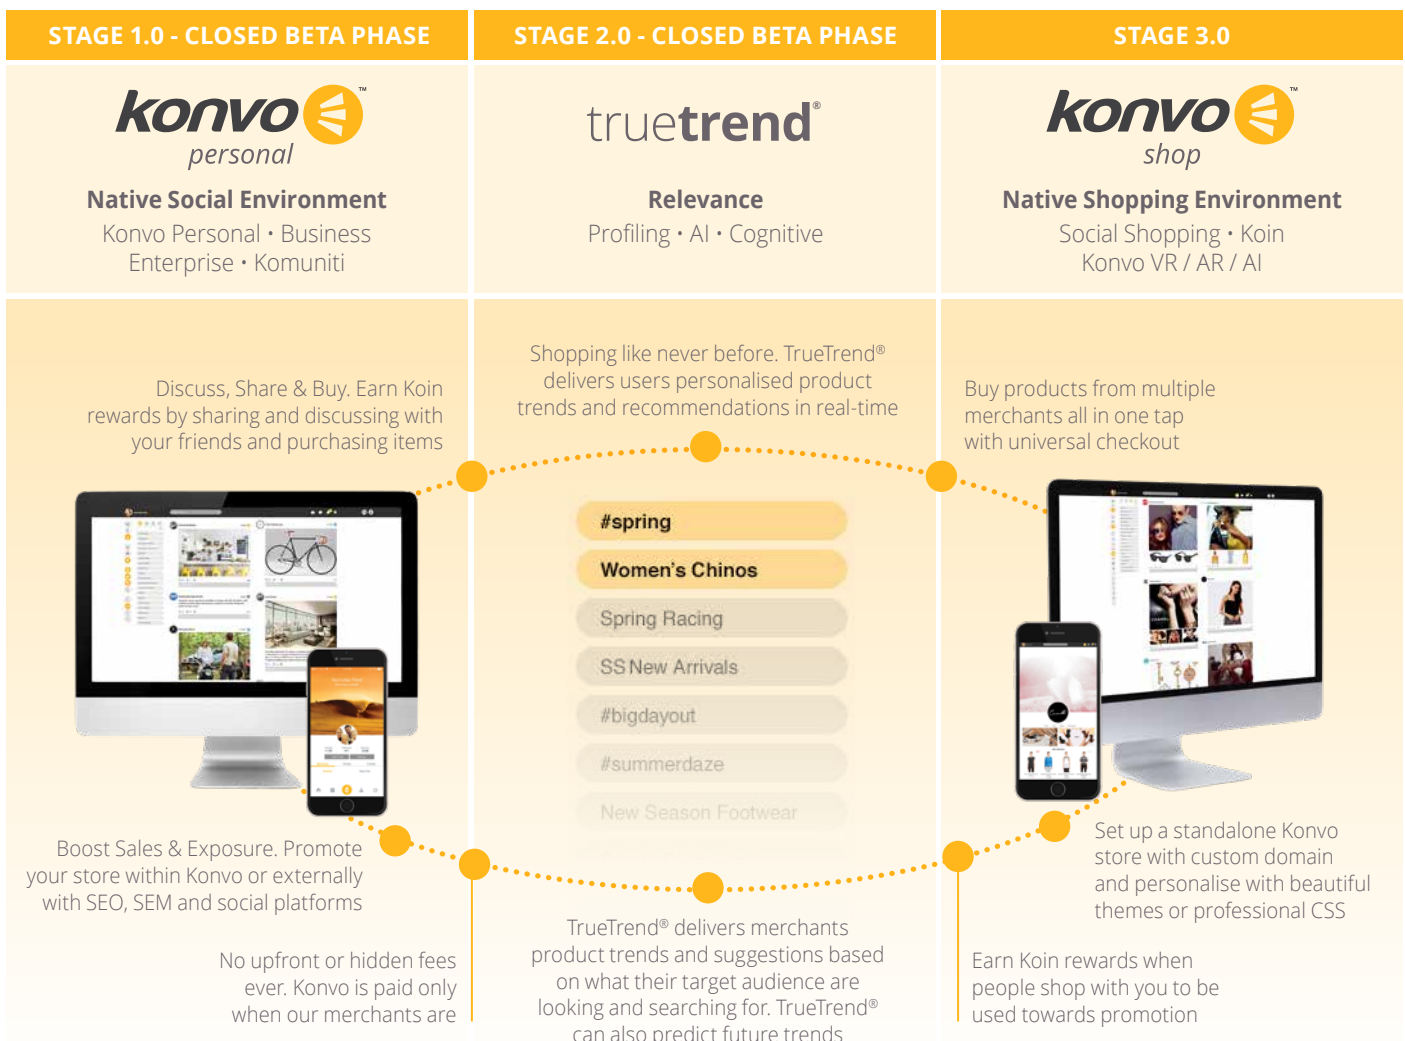 STAGE 1.0 - CLOSED BETA PHASE
konvo™
personal
Native Social Environment
Konvo Personal • Business
Enterprise • Komuniti
STAGE 2.0 - CLOSED BETA PHASE
truetrend®
Relevance
Profiling • AI • Cognitive
STAGE 3.0
konvo™
shop
Native Shopping Environment
Social Shopping • Koin
Konvo VR / AR / AI
Discuss, Share & Buy. Earn Koin
rewards by sharing and discussing with
your friends and purchasing items
Shopping like never before. TrueTrend®
delivers users personalised product
trends and recommendations in real-time
Buy products from multiple
merchants all in one tap
with universal checkout
#spring
Women's Chinos
Spring Racing
SS New Arrivals
#bigdayout
#summerdaze
New Season Footwear
Boost Sales & Exposure. Promote
your store within Konvo or externally
with SEO, SEM and social platforms
No upfront or hidden fees
ever. Konvo is paid only
when our merchants are
TrueTrend® delivers merchants
product trends and suggestions based
on what their target audience are
looking and searching for. TrueTrend®
can also predict future trends
Set up a standalone Konvo
store with custom domain
and personalise with beautiful
themes or professional CSS
Earn Koin rewards when
people shop with you to be
used towards promotion